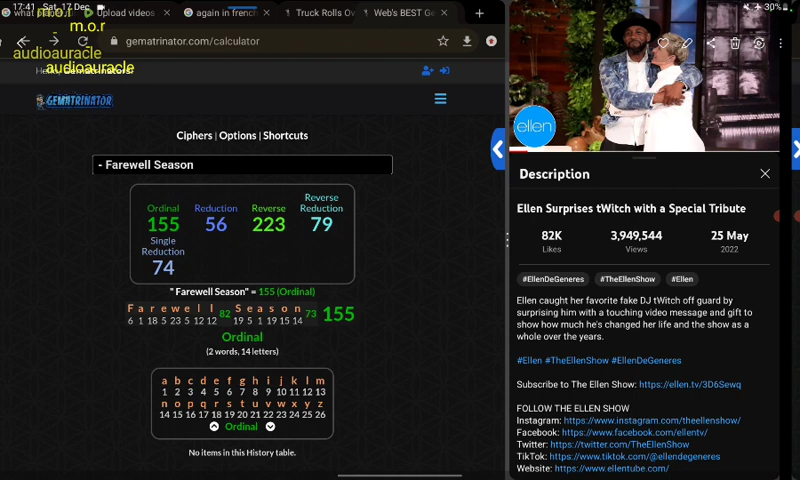 17:41 Sat, 17 Dec
30%
m.o.r
m.o.r
audioauracle
audioauracle
Upload videos
again in french
Truck Rolls Ov
Web's BEST Ge
gematrinator.com/calculator
GEMATRINATOR
Ciphers | Options | Shortcuts
- Farewell Season
Ordinal
155
Reduction
56
Reverse
223
Reverse
Reduction
79
Single
Reduction
74
" Farewell Season" = 155 (Ordinal)
F a r e w e l l 82 S e a s o n 73 155
6 1 18 5 23 5 12 12 19 5 1 19 15 14
Ordinal
(2 words, 14 letters)
a b c d e f g h i j k l m
1 2 3 4 5 6 7 8 9 10 11 12 13
n o p q r s t u v w x y z
14 15 16 17 18 19 20 21 22 23 24 25 26
Ordinal
No items in this History table.
ellen
Description
Ellen Surprises tWitch with a Special Tribute
82K
Likes
3,949,544
Views
25 May
2022
#EllenDeGeneres
#TheEllenShow
#Ellen
Ellen caught her favorite fake DJ tWitch off guard by
surprising him with a touching video message and gift to
show how much he's changed her life and the show as a
whole over the years.
#Ellen #TheEllenShow #EllenDeGeneres
Subscribe to The Ellen Show: https://ellen.tv/3D6Sewq
FOLLOW THE ELLEN SHOW
Instagram: https://www.instagram.com/theellenshow/
Facebook: https://www.facebook.com/ellentv/
Twitter: https://twitter.com/TheEllenShow
TikTok: https://www.tiktok.com/@ellendegeneres
Website: https://www.ellentube.com/